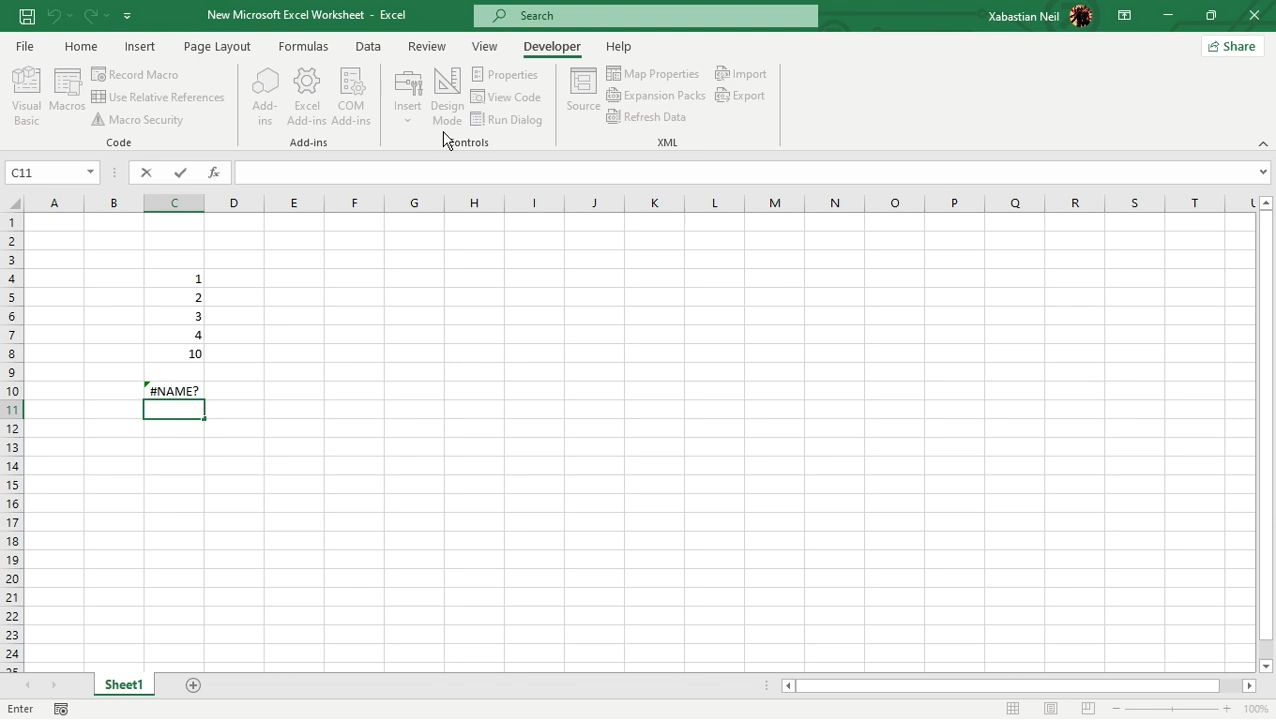 New Microsoft Excel Worksheet - Excel
Search
Xabastian Neil
File Home Insert Page Layout Formulas Data Review View Developer Help Share
Visual Basic
Macros
Record Macro
Use Relative References
Macro Security
Code
Add-ins
Excel Add-ins
COM Add-ins
Add-ins
Insert
Design Mode
Properties
View Code
Run Dialog
Controls
Source
Map Properties
Expansion Packs
Refresh Data
Import
Export
XML
C11 fx
A B C D E F G H I J K L M N O P Q R S T U
1
2
3
4 1
5 2
6 3
7 4
8 10
9
10 #NAME?
11
12
13
14
15
16
17
18
19
20
21
22
23
24
25
Sheet1
Enter 100%